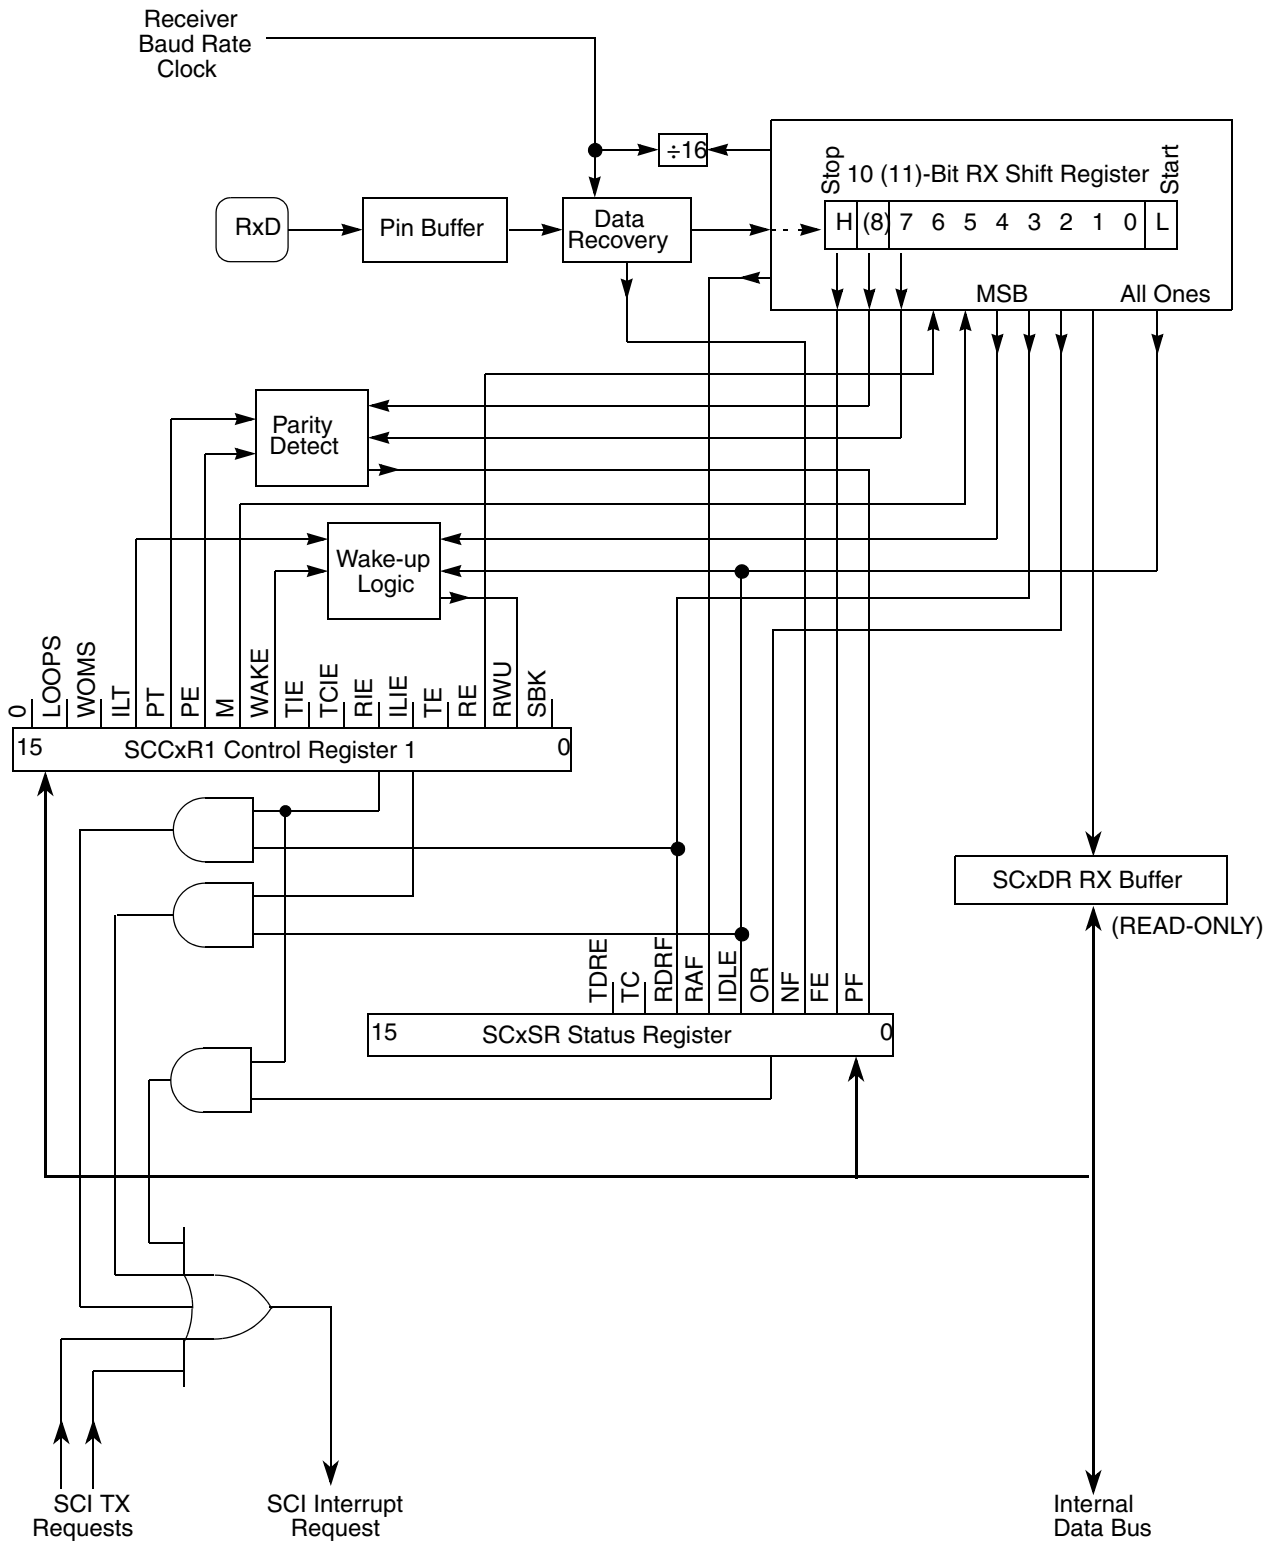 Receiver
Baud Rate
Clock
÷16
Stop
10 (11)-Bit RX Shift Register
Start
RxD
Pin Buffer
Data
Recovery
H (8) 7 6 5 4 3 2 1 0 L
MSB
All Ones
Parity
Detect
Wake-up
Logic
0
LOOPS
WOMS
ILT
PT
PE
M
WAKE
TIE
TCIE
RIE
ILIE
TE
RE
RWU
SBK
15 SCCxR1 Control Register 1 0
SCxDR RX Buffer
(READ-ONLY)
TDRE
TC
RDRF
RAF
IDLE
OR
NF
FE
PF
15 SCxSR Status Register 0
SCI TX
Requests
SCI Interrupt
Request
Internal
Data Bus